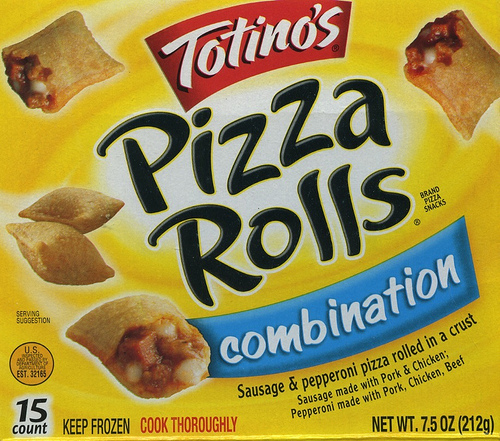 Totino's®
Pizza
Rolls®
BRAND
PIZZA
SNACKS
combination
Sausage & pepperoni pizza rolled in a crust
Sausage made with Pork & Chicken;
Pepperoni made with Pork, Chicken, Beef
SERVING
SUGGESTION
U.S.
INSPECTED
AND PASSED BY
DEPARTMENT OF
AGRICULTURE
EST. 32165
15
count
KEEP FROZEN COOK THOROUGHLY
NET WT. 7.5 OZ (212g)